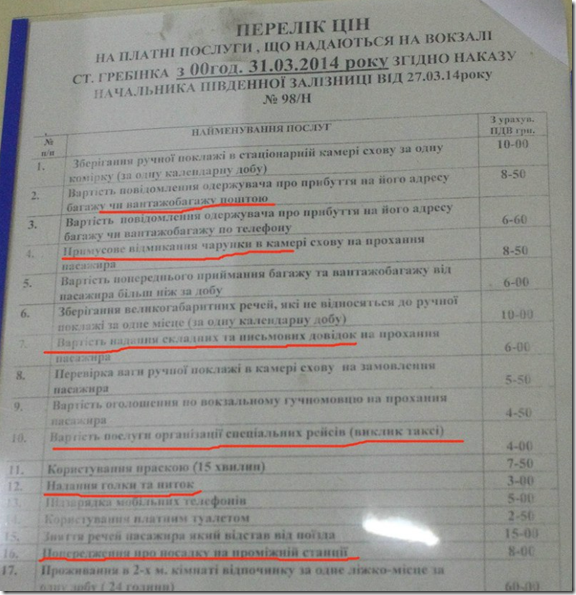 ПЕРЕЛІК ЦІН
НА ПЛАТНІ ПОСЛУГИ , ЩО НАДАЮТЬСЯ НА ВОКЗАЛІ
СТ. ГРЕБІНКА з 00год. 31.03.2014 року ЗГІДНО НАКАЗУ
НАЧАЛЬНИКА ПІВДЕННОЇ ЗАЛІЗНИЦІ ВІД 27.03.14року
№ 98/Н
№ п/п НАЙМЕНУВАННЯ ПОСЛУГ З урахув. ПДВ грн.
1. Зберігання ручної поклажі в стаціонарній камері схову за одну 10-00
комірку (за одну календарну добу)
2. Вартість повідомлення одержувача про прибуття на його адресу 8-50
багажу чи вантажобагажу поштою
3. Вартість повідомлення одержувача про прибуття на його адресу 6-60
багажу чи вантажобагажу по телефону
4. Примусове відмикання чарунки в камері схову на прохання 8-50
пасажира
5. Вартість попереднього приймання багажу та вантажобагажу від 6-00
пасажира більш ніж за добу
6. Зберігання великогабаритних речей, які не відносяться до ручної 10-00
поклажі за одне місце (за одну календарну добу)
7. Вартість надання складних та письмових довідок на прохання 6-00
пасажира
8. Перевірка ваги ручної поклажі в камері схову на замовлення 5-50
пасажира
9. Вартість оголошення по вокзальному гучномовцю на прохання 4-50
пасажира
10. Вартість послуги організації спеціальних рейсів (виклик таксі) 4-00
11. Користування праскою (15 хвилин) 7-50
12. Надання голки та ниток 3-00
13. Підзарядка мобільних телефонів 5-00
14. Користування платним туалетом 2-50
15. Зняття речей пасажира який відстав від поїзда 15-00
16. Попередження про посадку на проміжній станції 8-00
17. Проживання в 2-х м. кімнаті відпочинку за одне ліжко-місце за
одну добу ( 24 години) 60-00